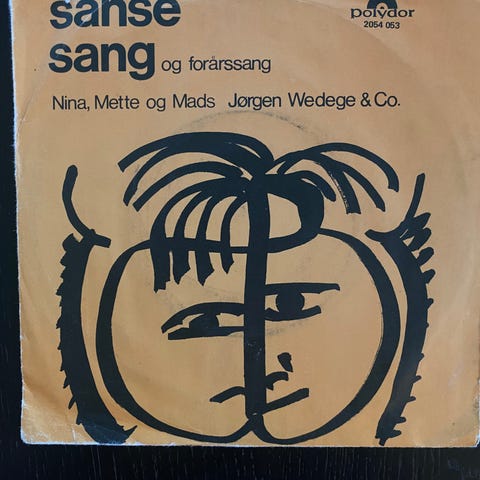 sanse
polydor
2054 053
sang og forårssang
Nina, Mette og Mads Jørgen Wedege & Co.